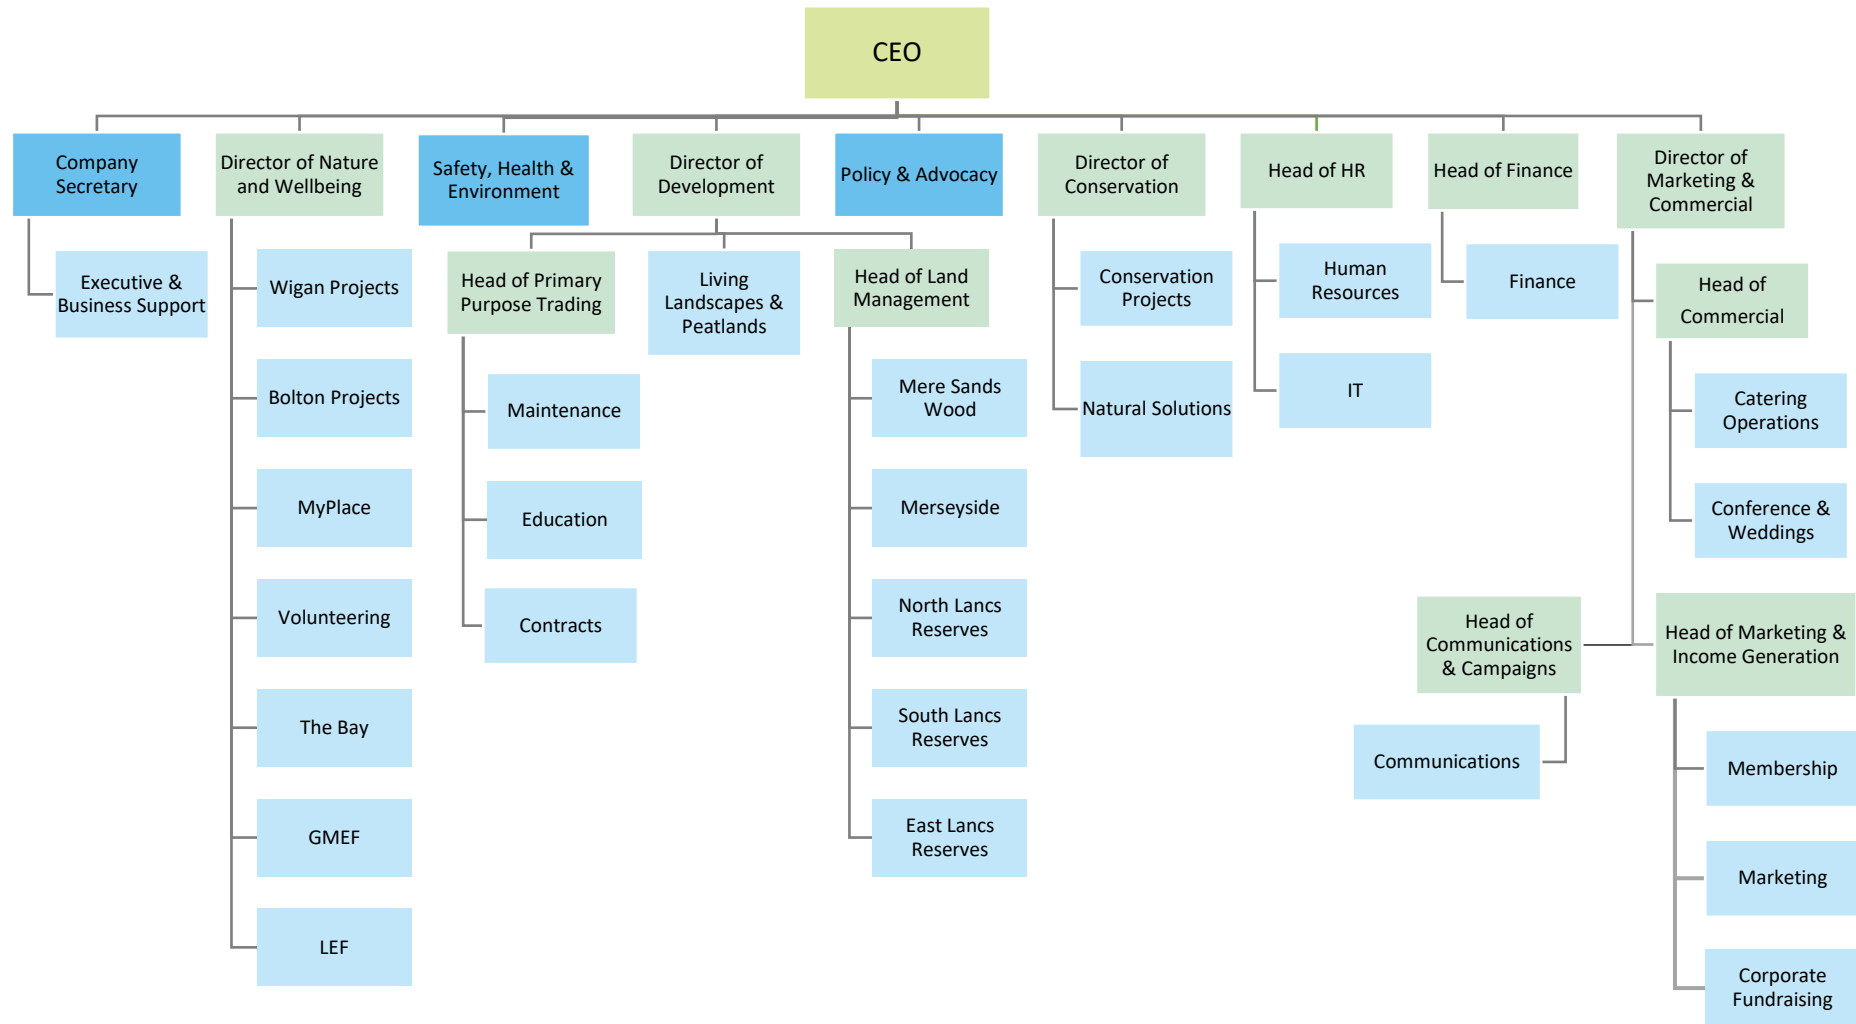 CEO
Company
Secretary
Director of Nature
and Wellbeing
Safety, Health &
Environment
Director of
Development
Policy & Advocacy
Director of
Conservation
Head of HR
Head of Finance
Director of
Marketing &
Commercial
Executive &
Business Support
Wigan Projects
Bolton Projects
MyPlace
Volunteering
The Bay
GMEF
LEF
Head of Primary
Purpose Trading
Maintenance
Education
Contracts
Living
Landscapes &
Peatlands
Head of Land
Management
Mere Sands
Wood
Merseyside
North Lancs
Reserves
South Lancs
Reserves
East Lancs
Reserves
Conservation
Projects
Natural Solutions
Human
Resources
IT
Finance
Head of
Commercial
Catering
Operations
Conference &
Weddings
Head of
Communications
& Campaigns
Communications
Head of Marketing &
Income Generation
Membership
Marketing
Corporate
Fundraising